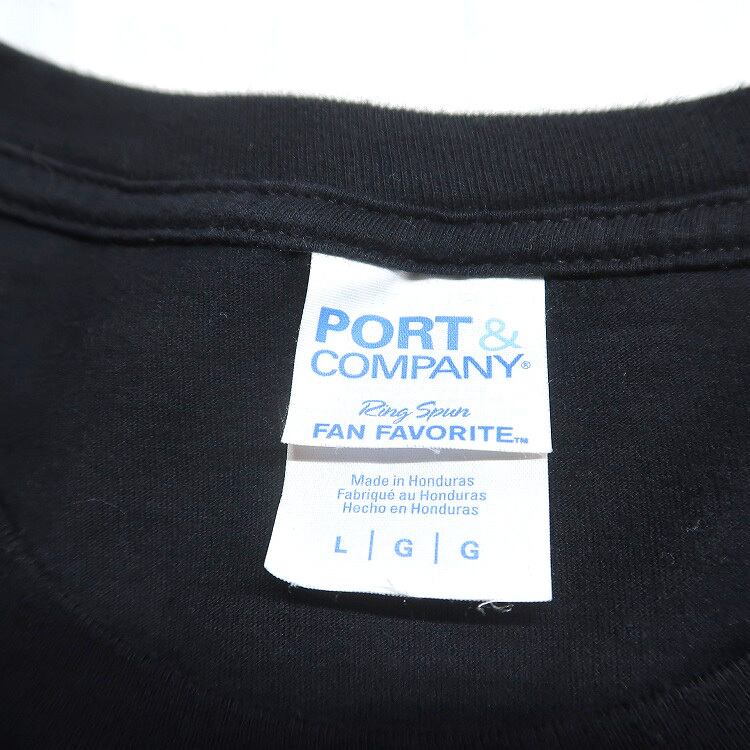 PORT &
COMPANY®
Ring Spun
FAN FAVORITE™
Made in Honduras
Fabriqué au Honduras
Hecho en Honduras
L | G | G